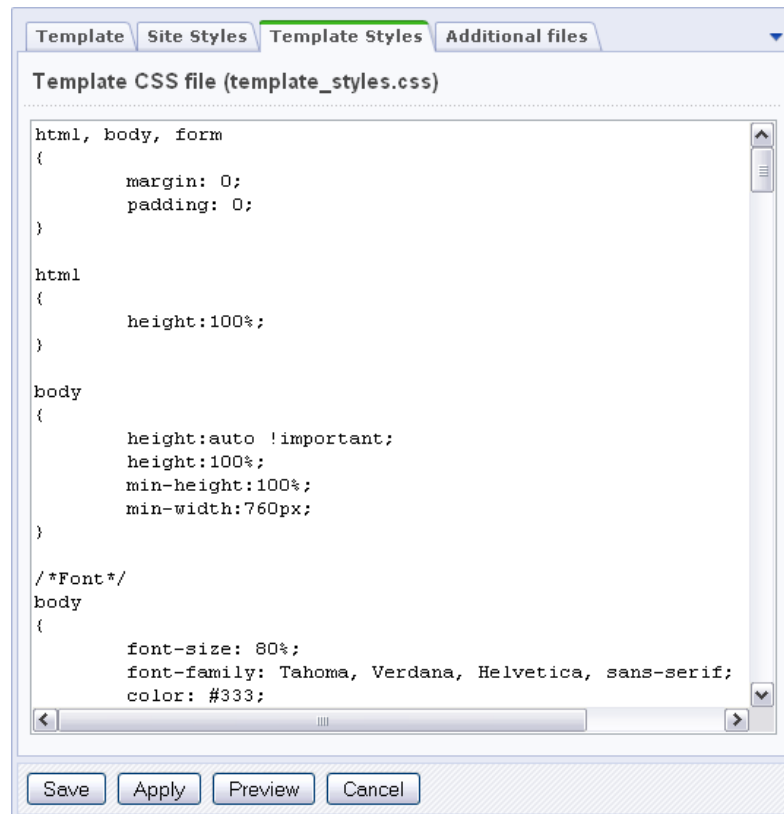 Template Site Styles Template Styles Additional files
Template CSS file (template_styles.css)
html, body, form
{
margin: 0;
padding: 0;
}
html
{
height:100%;
}
body
{
height:auto !important;
height:100%;
min-height:100%;
min-width:760px;
}
/*Font*/
body
{
font-size: 80%;
font-family: Tahoma, Verdana, Helvetica, sans-serif;
color: #333;
Save Apply Preview Cancel